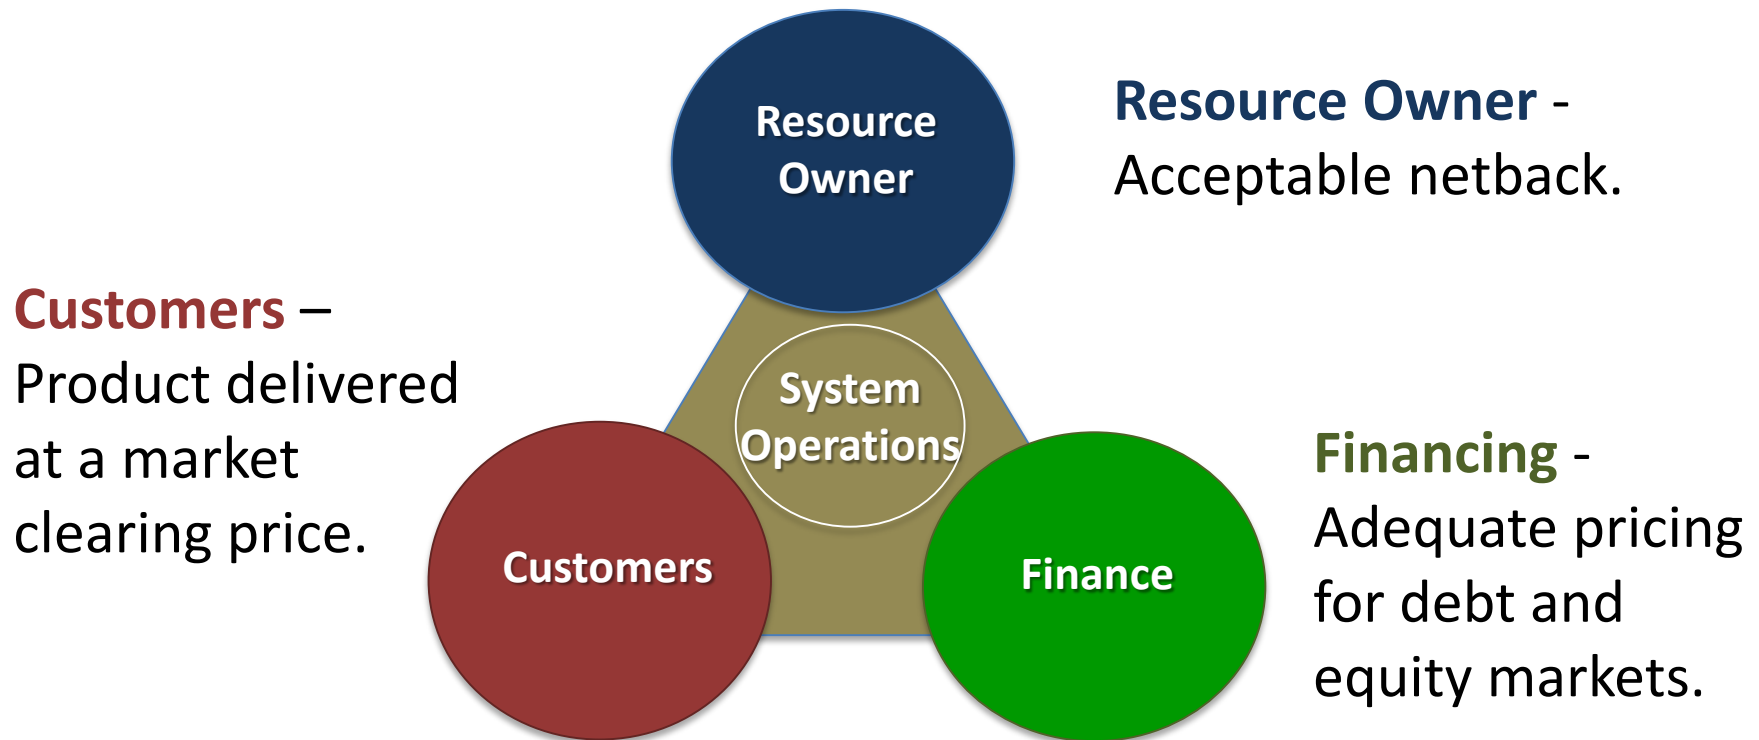 Resource
Owner
Resource Owner -
Acceptable netback.
Customers –
Product delivered
at a market
clearing price.
System
Operations
Customers
Finance
Financing -
Adequate pricing
for debt and
equity markets.